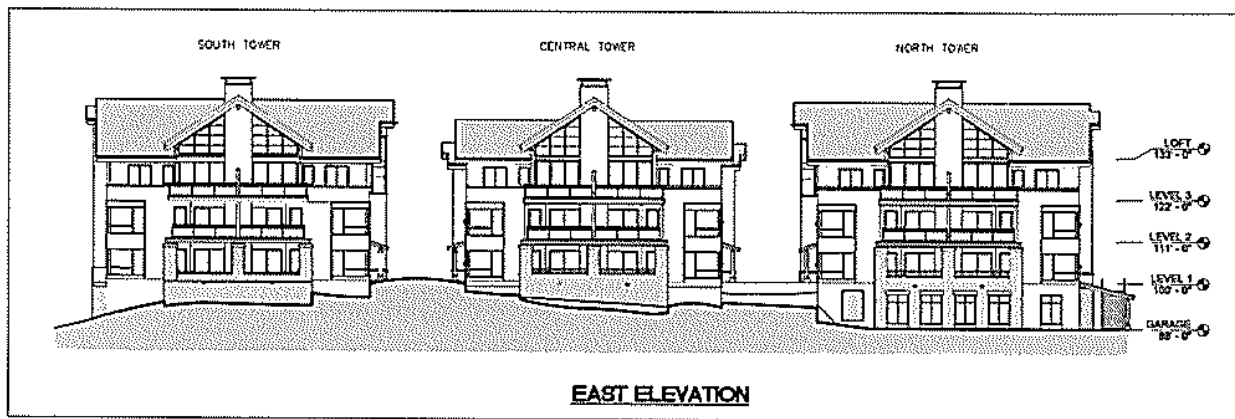 SOUTH TOWER
CENTRAL TOWER
NORTH TOWER
LOFT
133'-0"
LEVEL 3
122'-0"
LEVEL 2
111'-0"
LEVEL 1
100'-0"
GARAGE
EAST ELEVATION